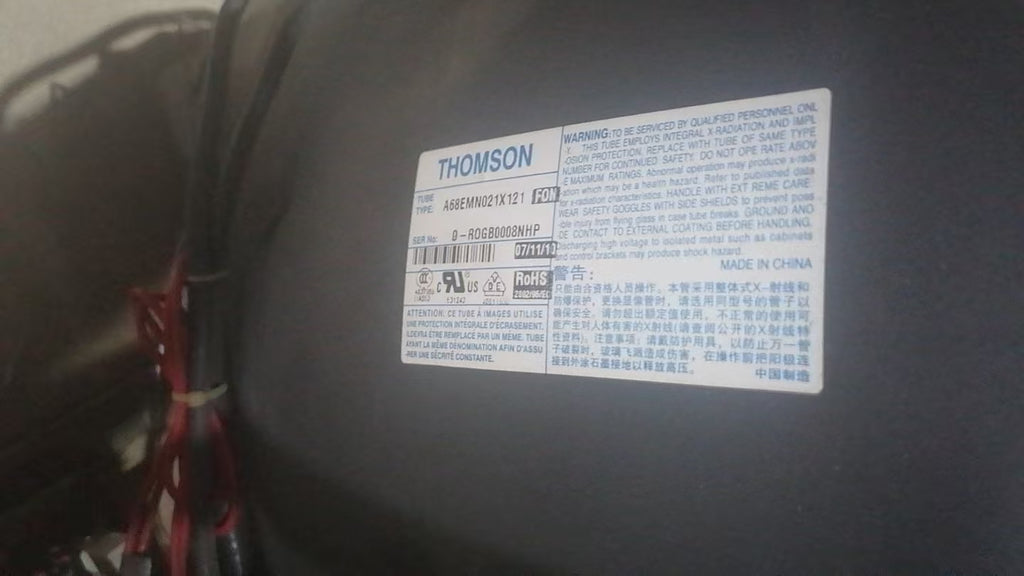 THOMSON
TUBE
TYPE. A68EMN021X121 FON
SER No: 0-ROGB0008NHP
07/11/1
c UR US
RoHS
E31242
ATTENTION: CE TUBE À IMAGES UTILISE
UNE PROTECTION INTÉGRALE D'ÉCRASEMENT.
ILDEVRA ÊTRE REMPLACÉ PAR UN MÊME. TUBE
AYANT LA MÊME DÉNOMINATION AFIN D'ASSU
-RER UNE SÉCRITÉ CONSTANTE.
WARNING: TO BE SERVICED BY QUALIFIED PERSONNEL ONL
THIS TUBE EMPLOYS INTEGRAL X-RADIATION AND IMPL
-OSION PROTECTION. REPLACE WITH TUBE OF SAME TYPE
NUMBER FOR CONTINUED SAFETY. DO NOT OPE RATE ABOV
E MAXIMUM RATINGS. Abnormal operation may produce x-radi
ation which may be a health hazard. Refer to published data
for x-radiation characteristics. HANDLE WITH EXT REME CARE.
WEAR SAFETY GOGGLES WITH SIDE SHIELDS to prevent poss
ible injury from flying glass in case tube breaks. GROUND AND
DE CONTACT TO EXTERNAL COATING BEFORE HANDLING.
Discharging high voltage to isolated metal such as cabinets
and control brackets may produce shock hazard.
MADE IN CHINA
警告:
只能由合资格人员操作。本管采用整体式X-射线和
防爆保护。更换显像管时,请选用同型号的管子以
确保安全。请勿超出额定值使用,不正常的使用可
能产生对人体有害的X射线(请查阅公开的X射线特
性资料)。注意事项:请戴防护用具,以防止万一管
子破裂时,玻璃飞溅造成伤害,在操作前把阳极连
接到外涂石墨接地以释放高压。
中国制造